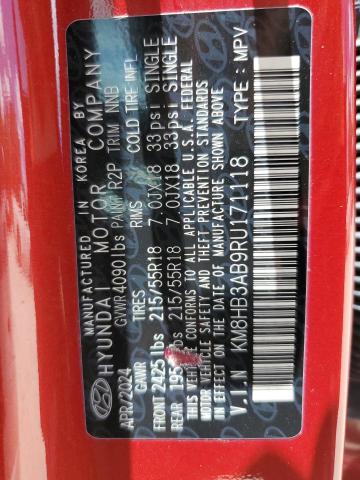 MANUFACTURED IN KOREA BY
HYUNDAI MOTOR COMPANY
GVWR 4090 lbs PAINT R2P TRIM NNB
APR/2024
GWR TIRES RIMS COLD TIRE INFL
FRONT 2425 lbs 215/55R18 7.0JX18 33psi SINGLE
REAR 215/55R18 7.0JX18 33psi SINGLE
THIS VEHICLE CONFORMS TO ALL APPLICABLE U.S.A. FEDERAL
MOTOR VEHICLE SAFETY AND THEFT PREVENTION STANDARDS
IN EFFECT ON THE DATE OF MANUFACTURE SHOWN ABOVE.
V.I.N KM8HB3AB9RU171118 TYPE: MPV